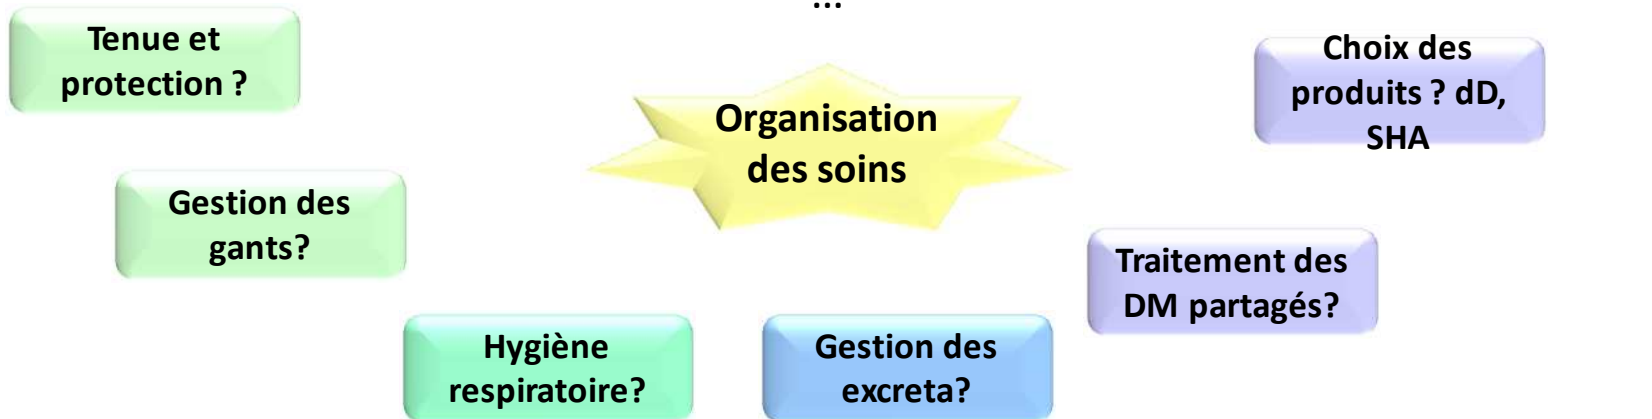 ...
Tenue et
protection ?
Choix des
produits ? dD,
SHA
Organisation
des soins
Gestion des
gants?
Traitement des
DM partagés?
Hygiène
respiratoire?
Gestion des
excreta?